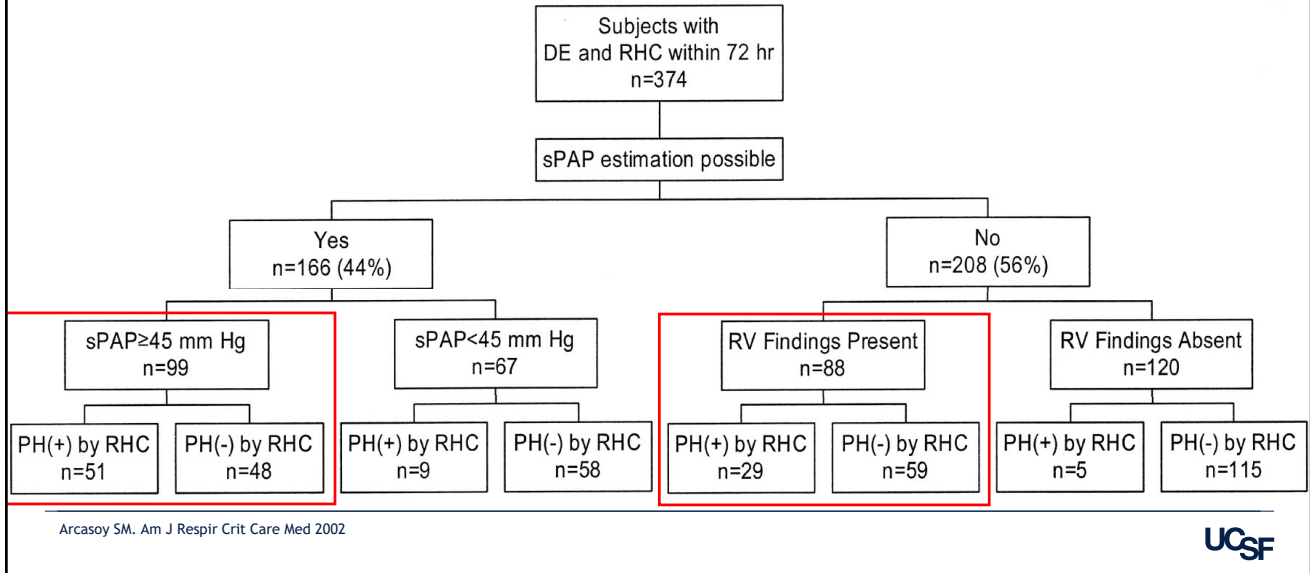 Subjects with
DE and RHC within 72 hr
n=374
sPAP estimation possible
Yes
n=166 (44%)
No
n=208 (56%)
sPAP≥45 mm Hg
n=99
sPAP<45 mm Hg
n=67
RV Findings Present
n=88
RV Findings Absent
n=120
PH(+) by RHC
n=51
PH(-) by RHC
n=48
PH(+) by RHC
n=9
PH(-) by RHC
n=58
PH(+) by RHC
n=29
PH(-) by RHC
n=59
PH(+) by RHC
n=5
PH(-) by RHC
n=115
Arcasoy SM. Am J Respir Crit Care Med 2002
UCSF